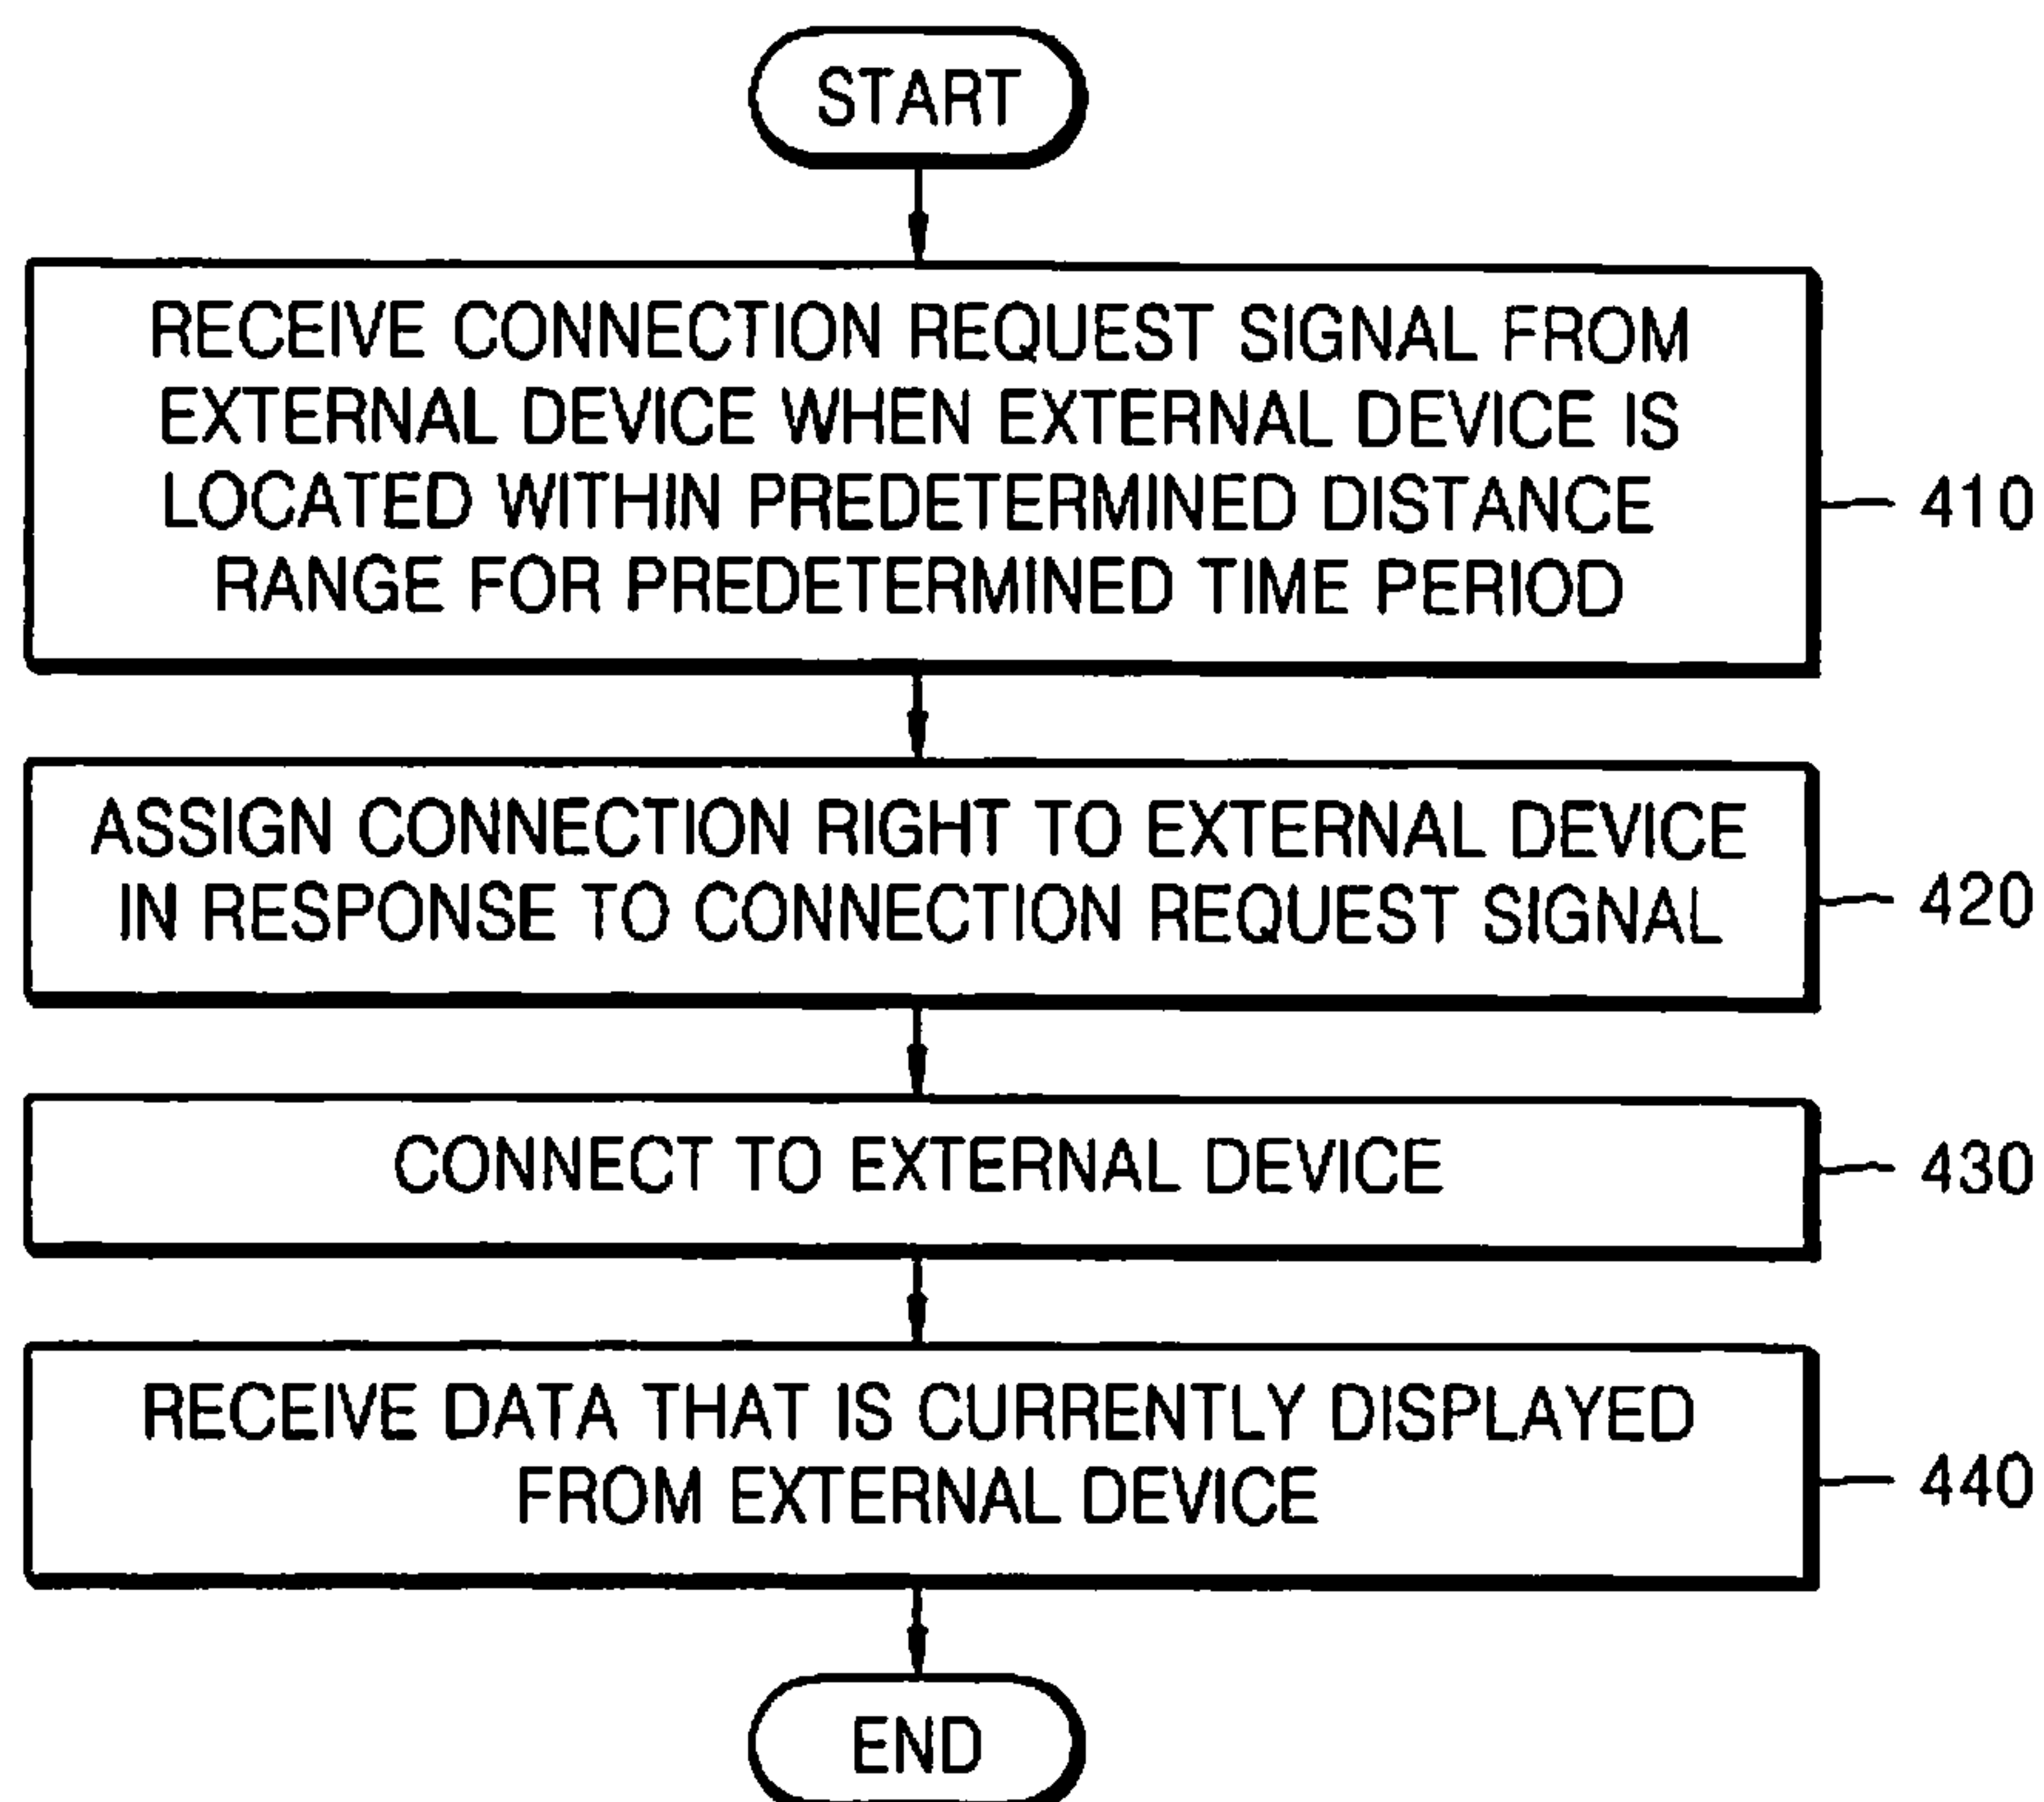 START
RECEIVE CONNECTION REQUEST SIGNAL FROM
EXTERNAL DEVICE WHEN EXTERNAL DEVICE IS
LOCATED WITHIN PREDETERMINED DISTANCE
RANGE FOR PREDETERMINED TIME PERIOD
410
ASSIGN CONNECTION RIGHT TO EXTERNAL DEVICE
IN RESPONSE TO CONNECTION REQUEST SIGNAL
420
CONNECT TO EXTERNAL DEVICE
430
RECEIVE DATA THAT IS CURRENTLY DISPLAYED
FROM EXTERNAL DEVICE
440
END